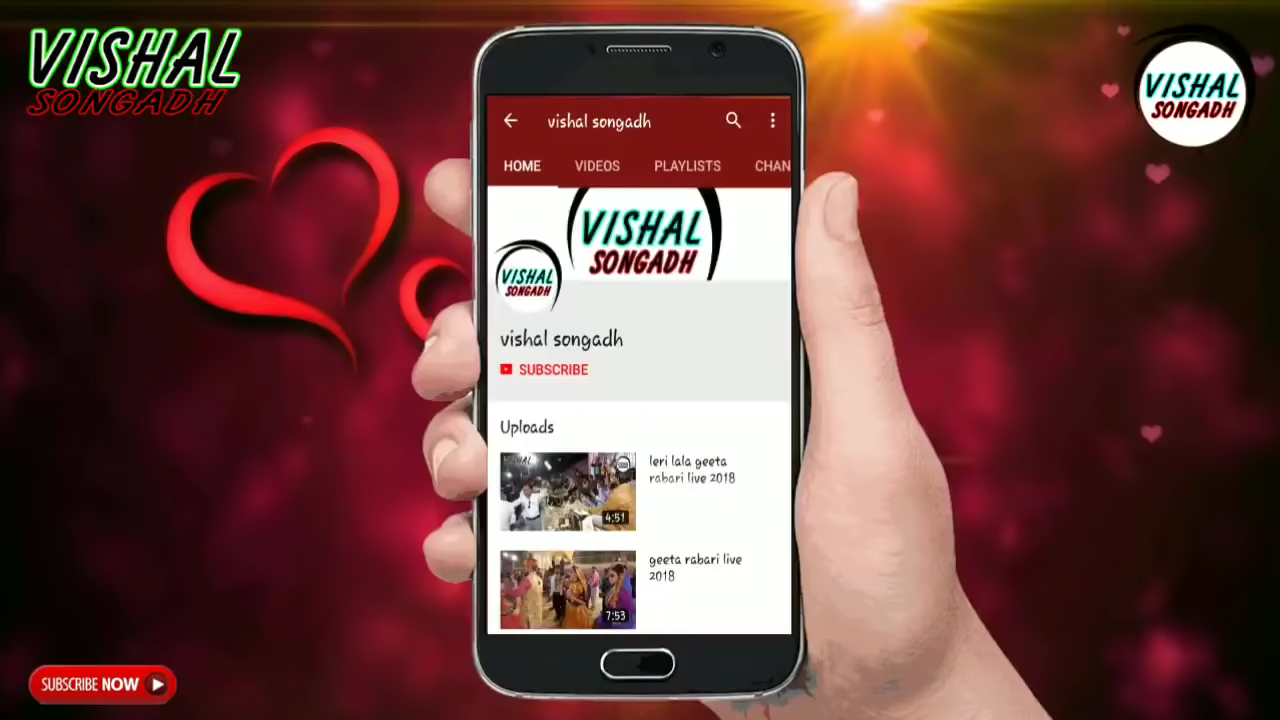 VISHAL
SONGADH
VISHAL
SONGADH
vishal songadh
HOME VIDEOS PLAYLISTS CHAN
VISHAL
SONGADH
VISHAL
SONGADH
vishal songadh
SUBSCRIBE
Uploads
VISHAL
leri lala geeta
rabari live 2018
4:51
geeta rabari live
2018
7:53
SUBSCRIBE NOW